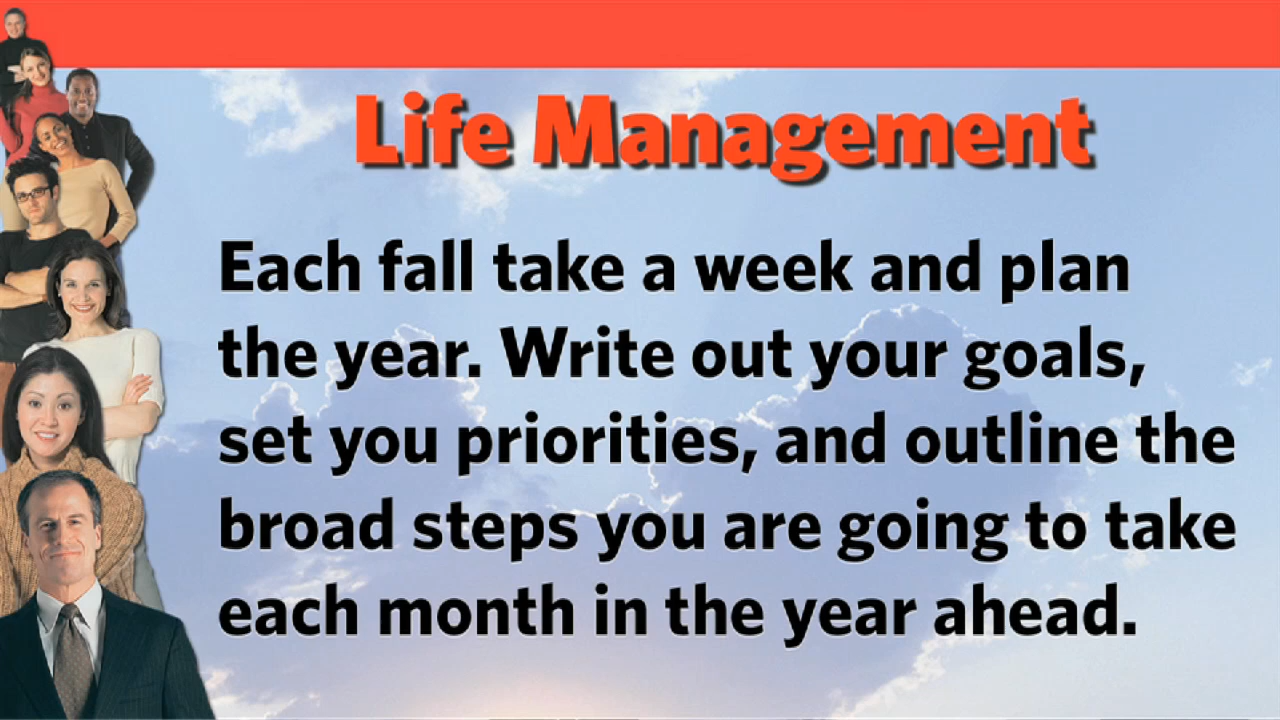 Life Management
Each fall take a week and plan
the year. Write out your goals,
set you priorities, and outline the
broad steps you are going to take
each month in the year ahead.